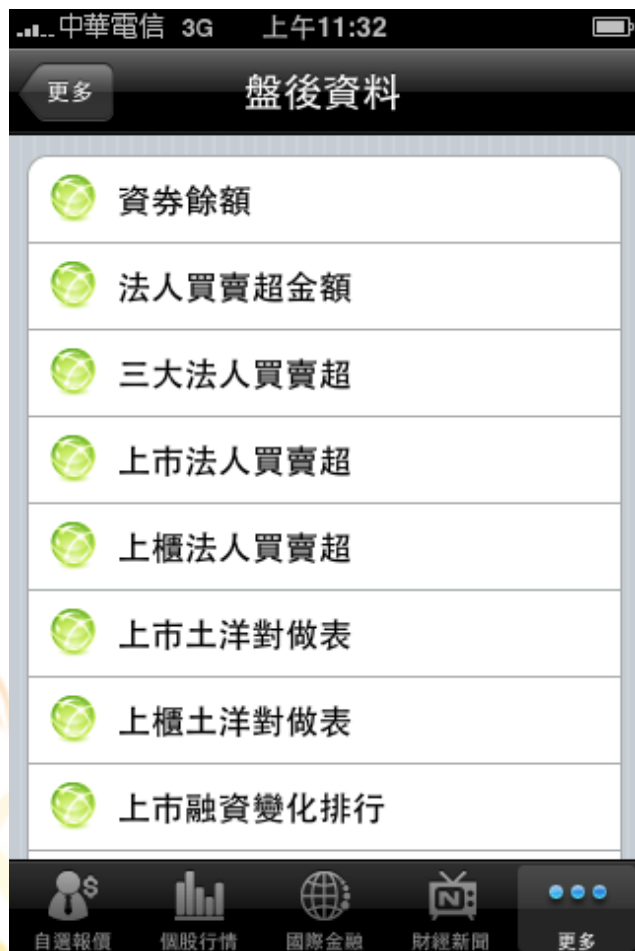 中華電信 3G 上午11:32
更多 盤後資料
資券餘額
法人買賣超金額
三大法人買賣超
上市法人買賣超
上櫃法人買賣超
上市土洋對做表
上櫃土洋對做表
上市融資變化排行
自選報價 個股行情 國際金融 財經新聞 更多